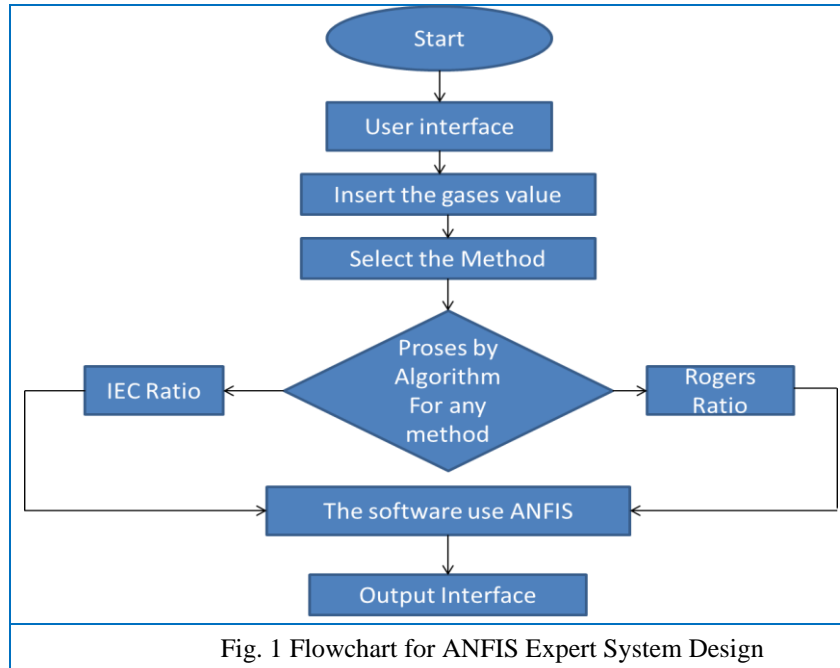 Start
User interface
Insert the gases value
Select the Method
Proses by
Algorithm
For any
method
IEC Ratio
Rogers
Ratio
The software use ANFIS
Output Interface
Fig. 1 Flowchart for ANFIS Expert System Design